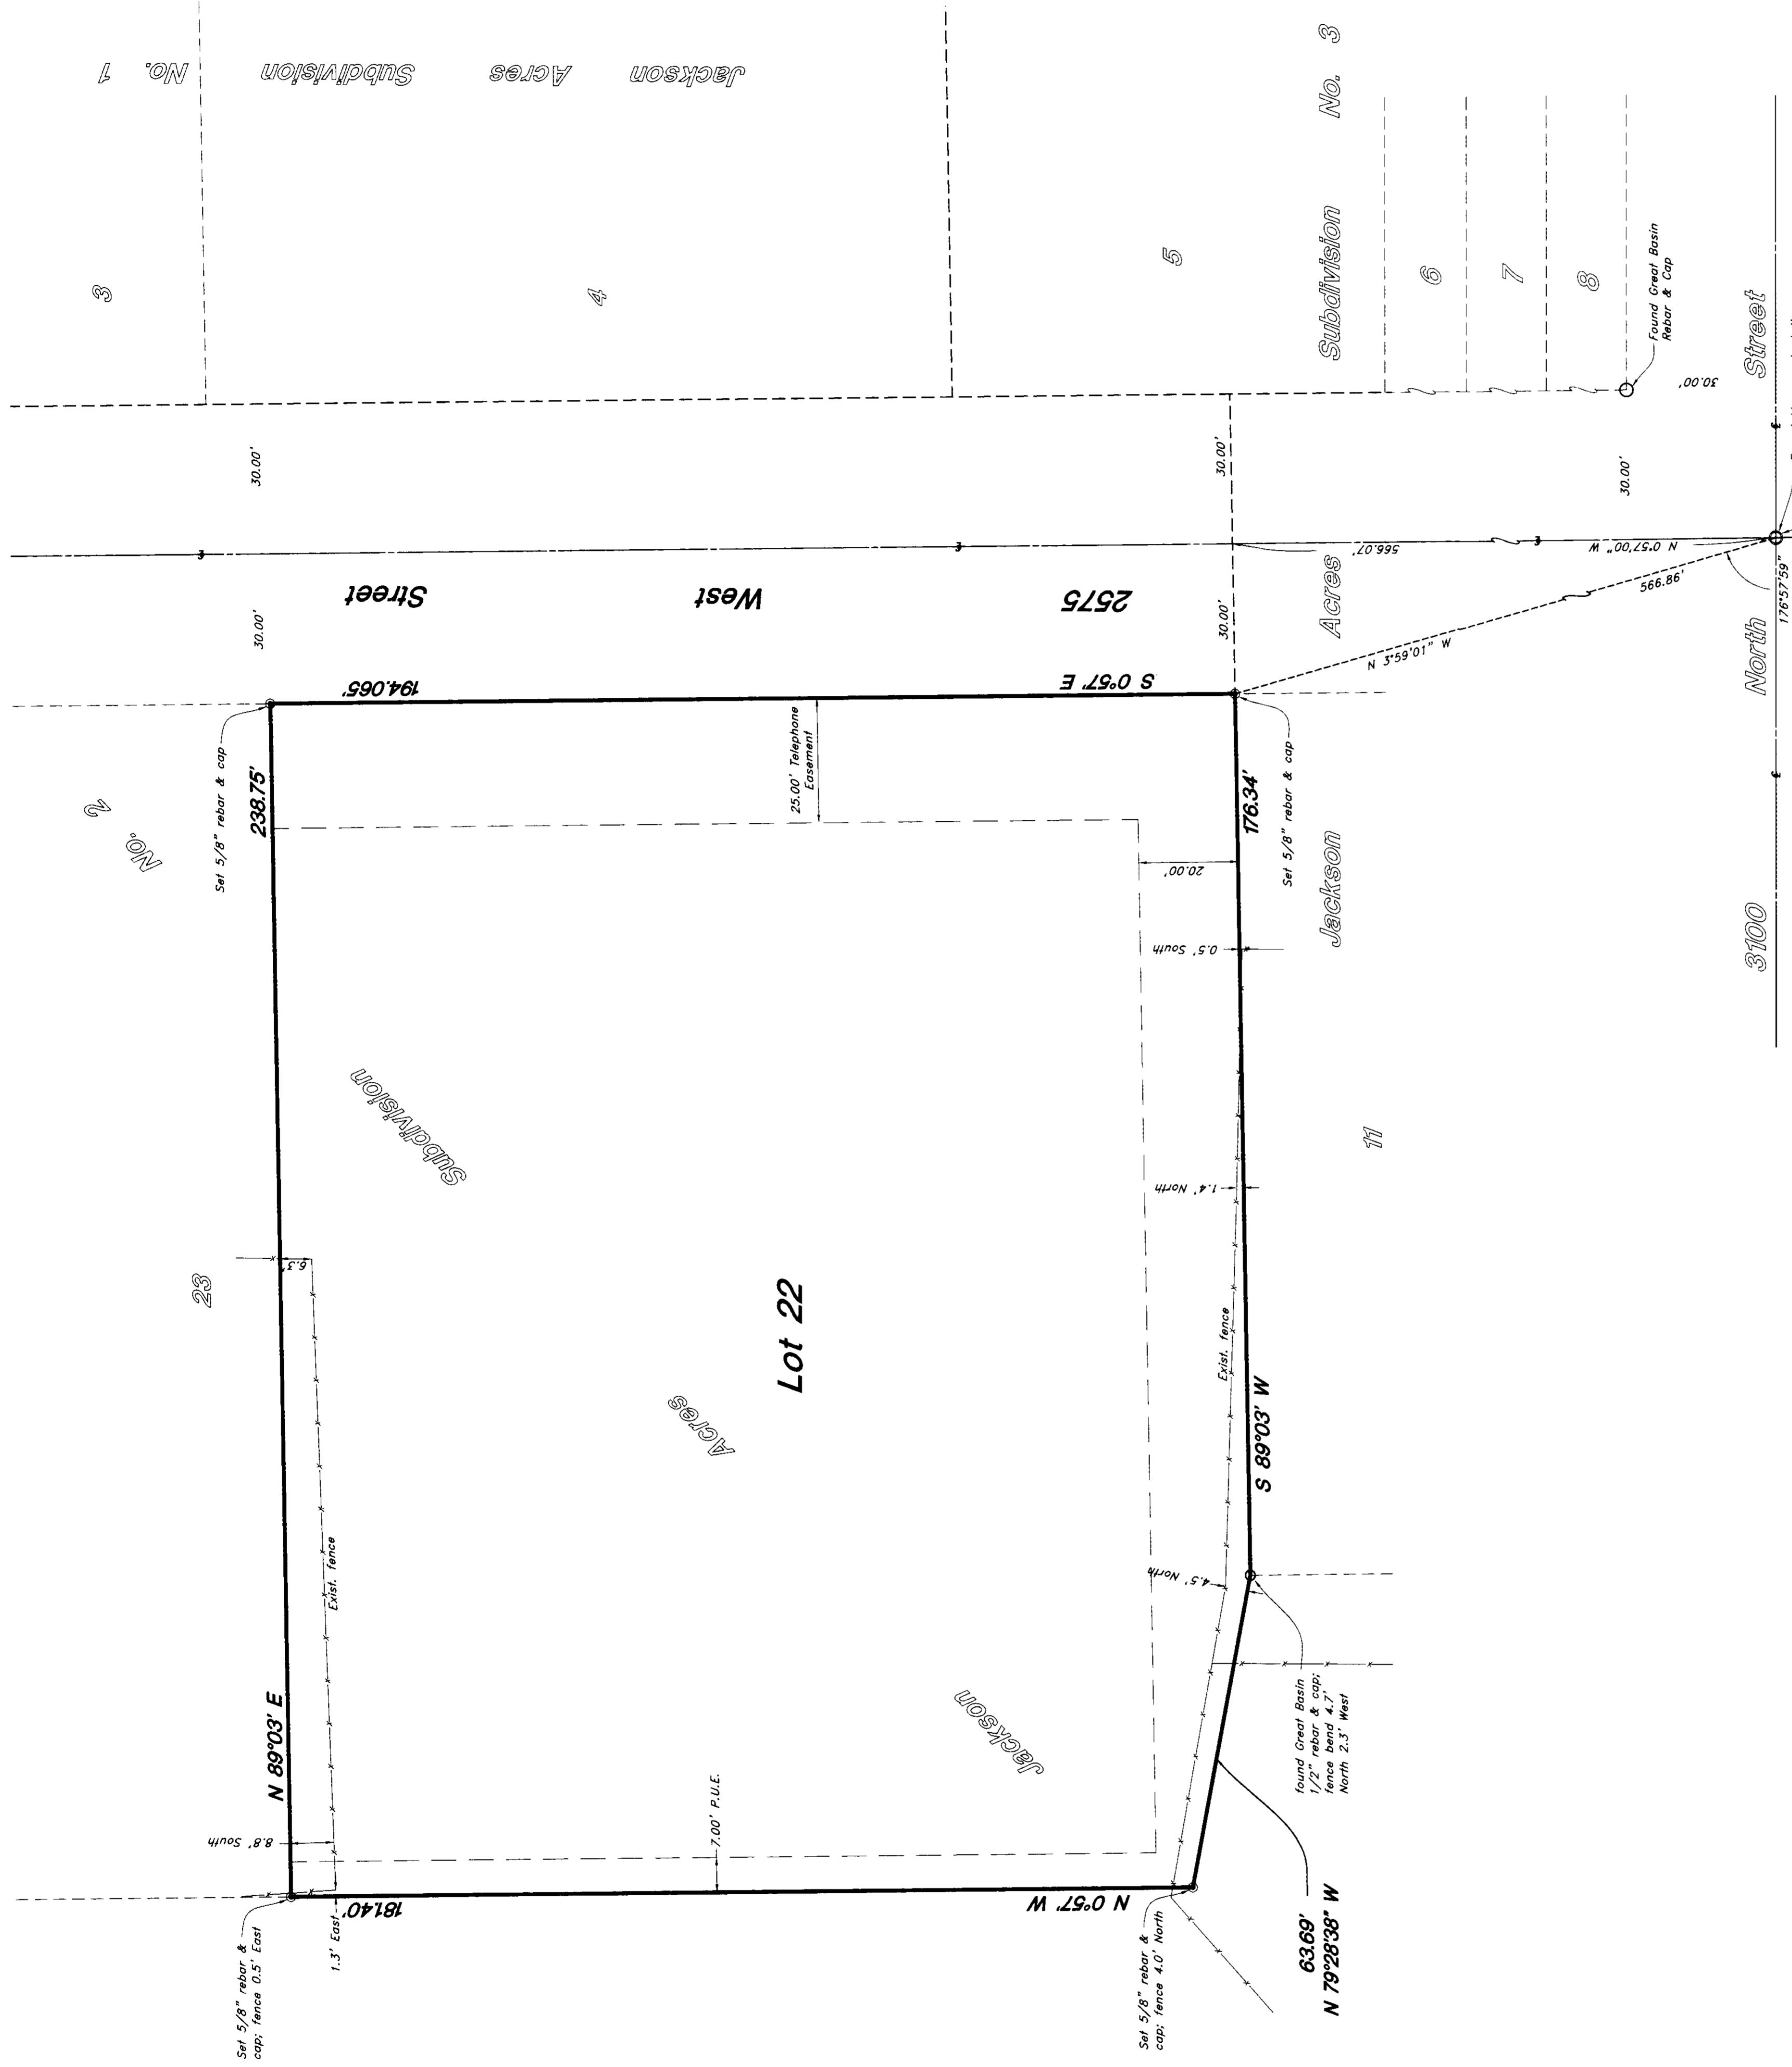 Jackson Acres Subdivision No. 1
3
4
5
Jackson Acres Subdivision No. 3
6
7
8
Found Great Basin
Rebar & Cap
30.00'
30.00'
30.00'
30.00'
30.00'
30.00'
2575 West Street
566.07'
N 0°57'00" W
N 3°59'01" W
566.86'
176°57'59"
3100 North Street
194.065'
S 0°57' E
Set 5/8" rebar & cap
238.75'
N 89°03' E
25.00' Telephone
Easement
20.00'
176.34'
S 89°03' W
Set 5/8" rebar & cap
0.5' South
1.4' North
4.5' North
Exist. fence
11
23
6.3'
Exist. fence
8.8' South
Jackson Acres Subdivision No. 2
Lot 22
7.00' P.U.E.
181.40'
N 0°57' W
1.3' East
Set 5/8" rebar &
cap; fence 0.5' East
Set 5/8" rebar &
cap; fence 4.0' North
63.69'
N 79°28'38" W
found Great Basin
1/2" rebar & cap;
fence bend 4.7'
North 2.3' West